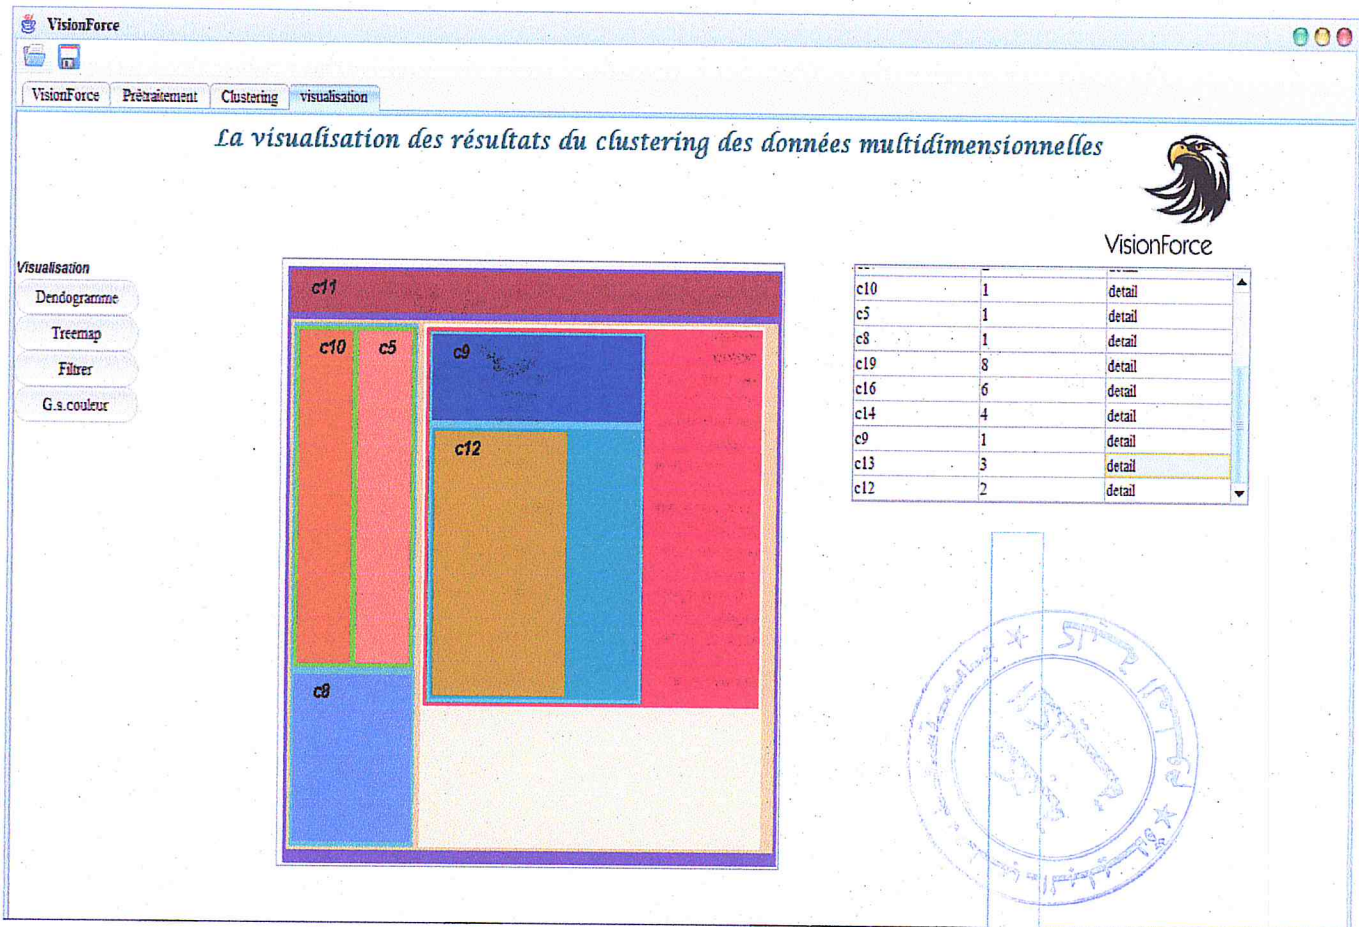 VisionForce
VisionForce Prétraitement Clustering visualisation
La visualisation des résultats du clustering des données multidimensionnelles
VisionForce
Visualisation
Dendogramme
Treemap
Filtrer
G.s.couleur
c11
c10 c5 c9
c12
c8
c10 1 detail
c5 1 detail
c8 1 detail
c19 8 detail
c16 6 detail
c14 4 detail
c9 1 detail
c13 3 detail
c12 2 detail